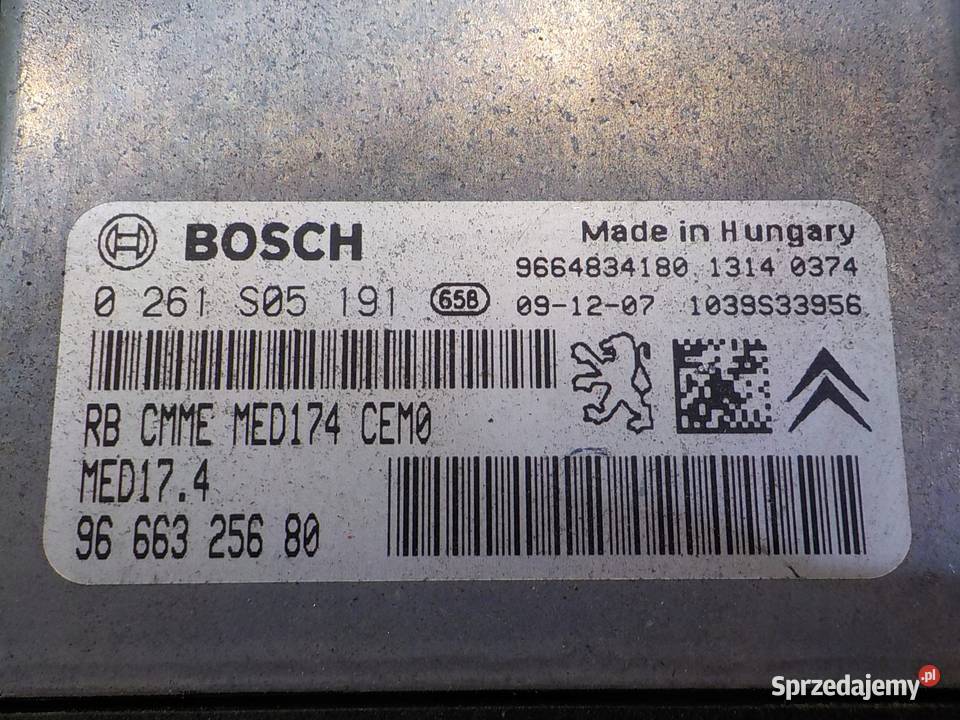 BOSCH
Made in Hungary
9664834180 1314 0374
0 261 S05 191 658
09-12-07 1039S33956
RB CMME MED174 CEM0
MED17.4
96 663 256 80
Sprzedajemy.pl